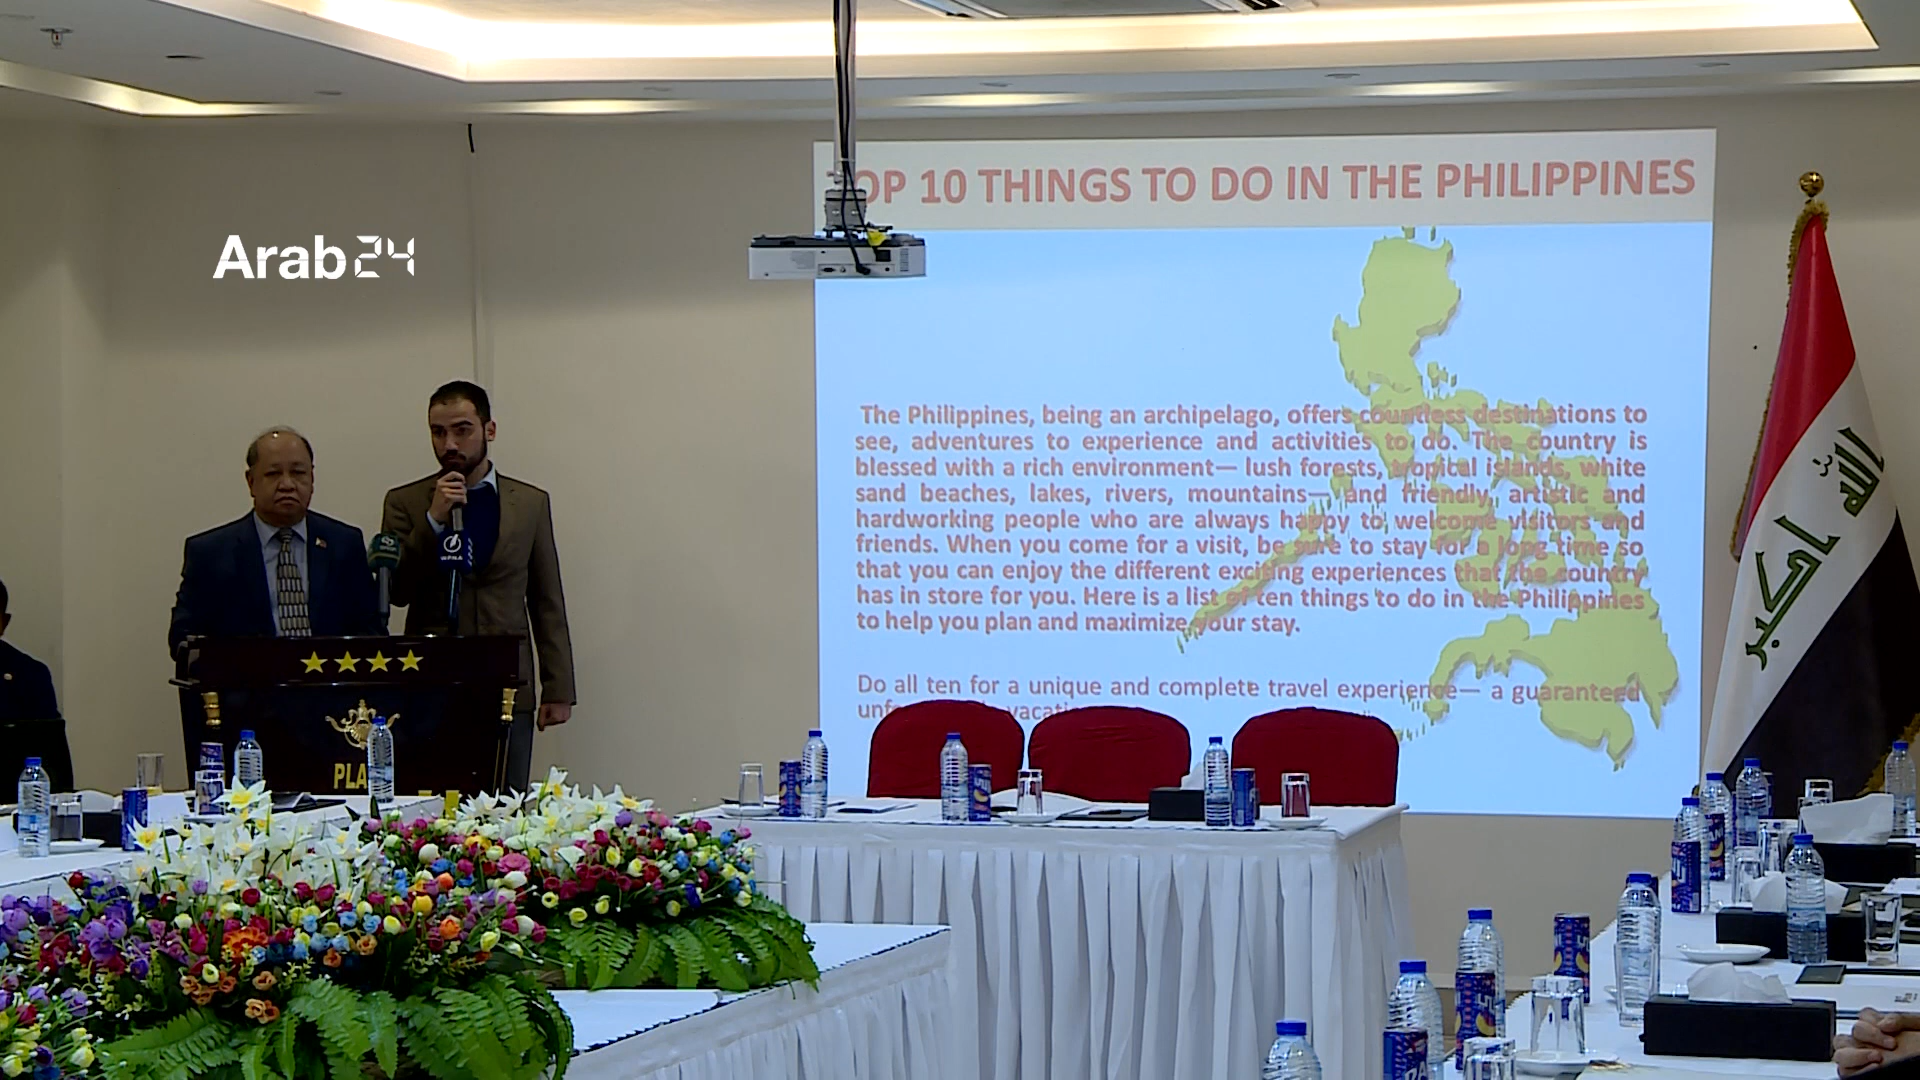 Arab24
TOP 10 THINGS TO DO IN THE PHILIPPINES
The Philippines, being an archipelago, offers countless destinations to
see, adventures to experience and activities to do. The country is
blessed with a rich environment— lush forests, tropical islands, white
sand beaches, lakes, rivers, mountains— and friendly, artistic and
hardworking people who are always happy to welcome visitors and
friends. When you come for a visit, be sure to stay for a long time so
that you can enjoy the different exciting experiences that the country
has in store for you. Here is a list of ten things to do in the Philippines
to help you plan and maximize your stay.
Do all ten for a unique and complete travel experience— a guaranteed
الله اكبر
PLA